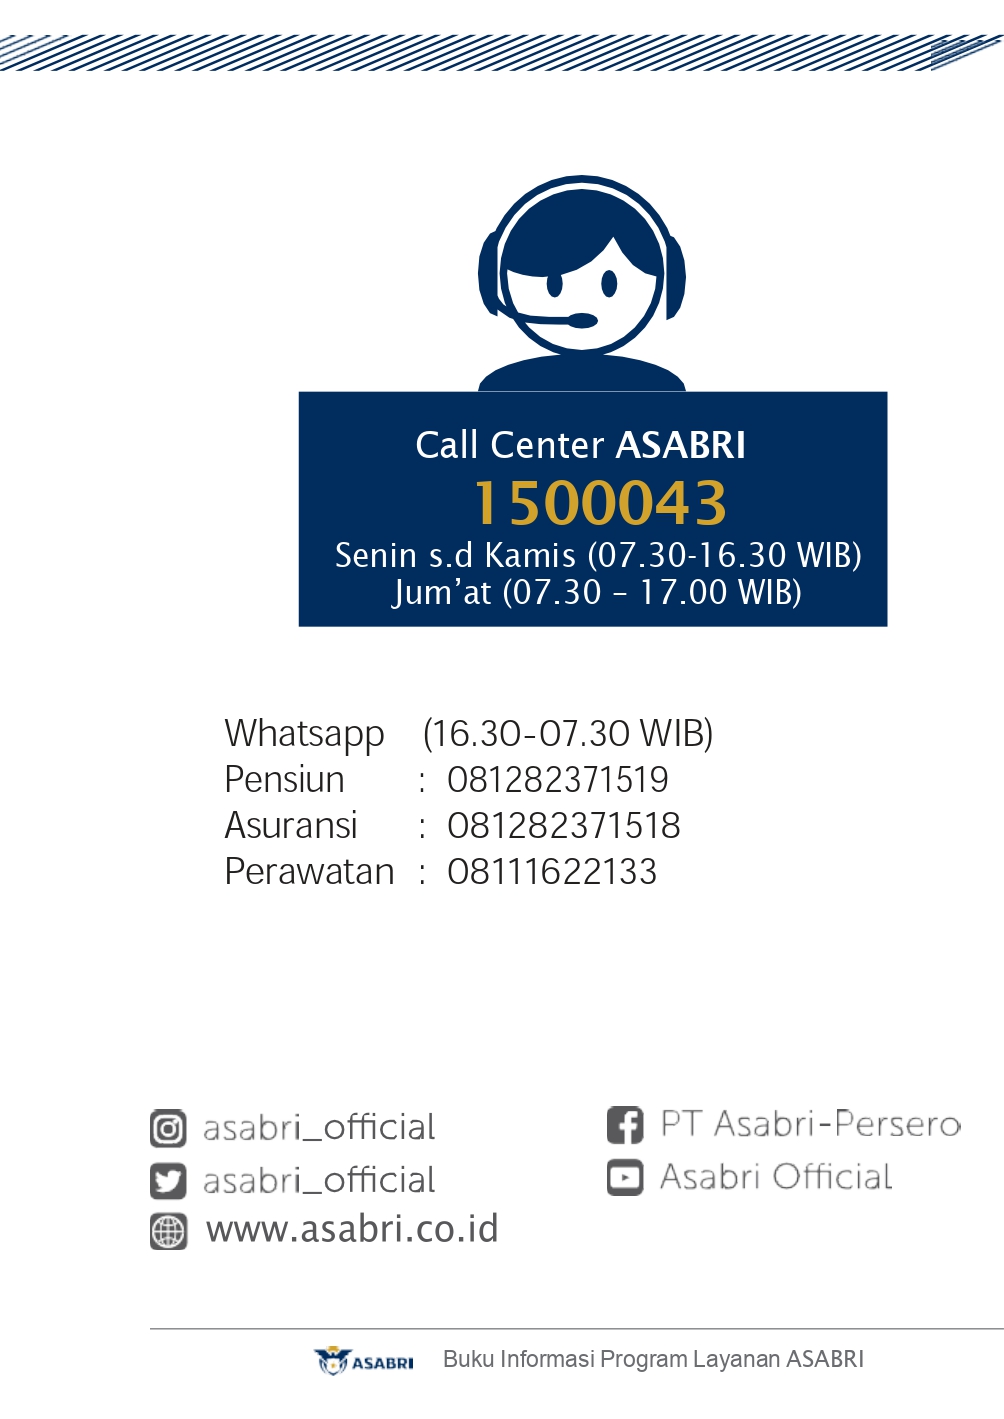 Call Center ASABRI
1500043
Senin s.d Kamis (07.30-16.30 WIB)
Jum’at (07.30 – 17.00 WIB)
Whatsapp (16.30-07.30 WIB)
Pensiun : 081282371519
Asuransi : 081282371518
Perawatan : 08111622133
asabri_official
PT Asabri-Persero
asabri_official
Asabri Official
www.asabri.co.id
ASABRI Buku Informasi Program Layanan ASABRI